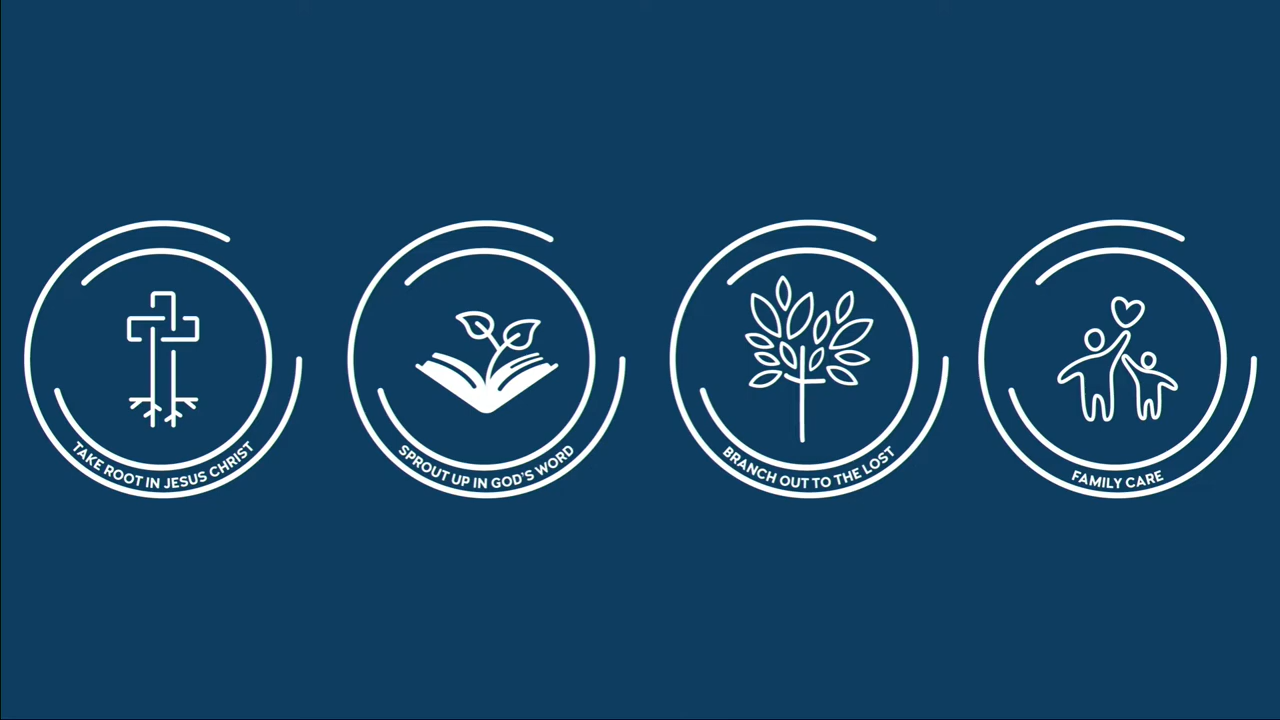 TAKE ROOT IN JESUS CHRIST
SPROUT UP IN GOD'S WORD
BRANCH OUT TO THE LOST
FAMILY CARE